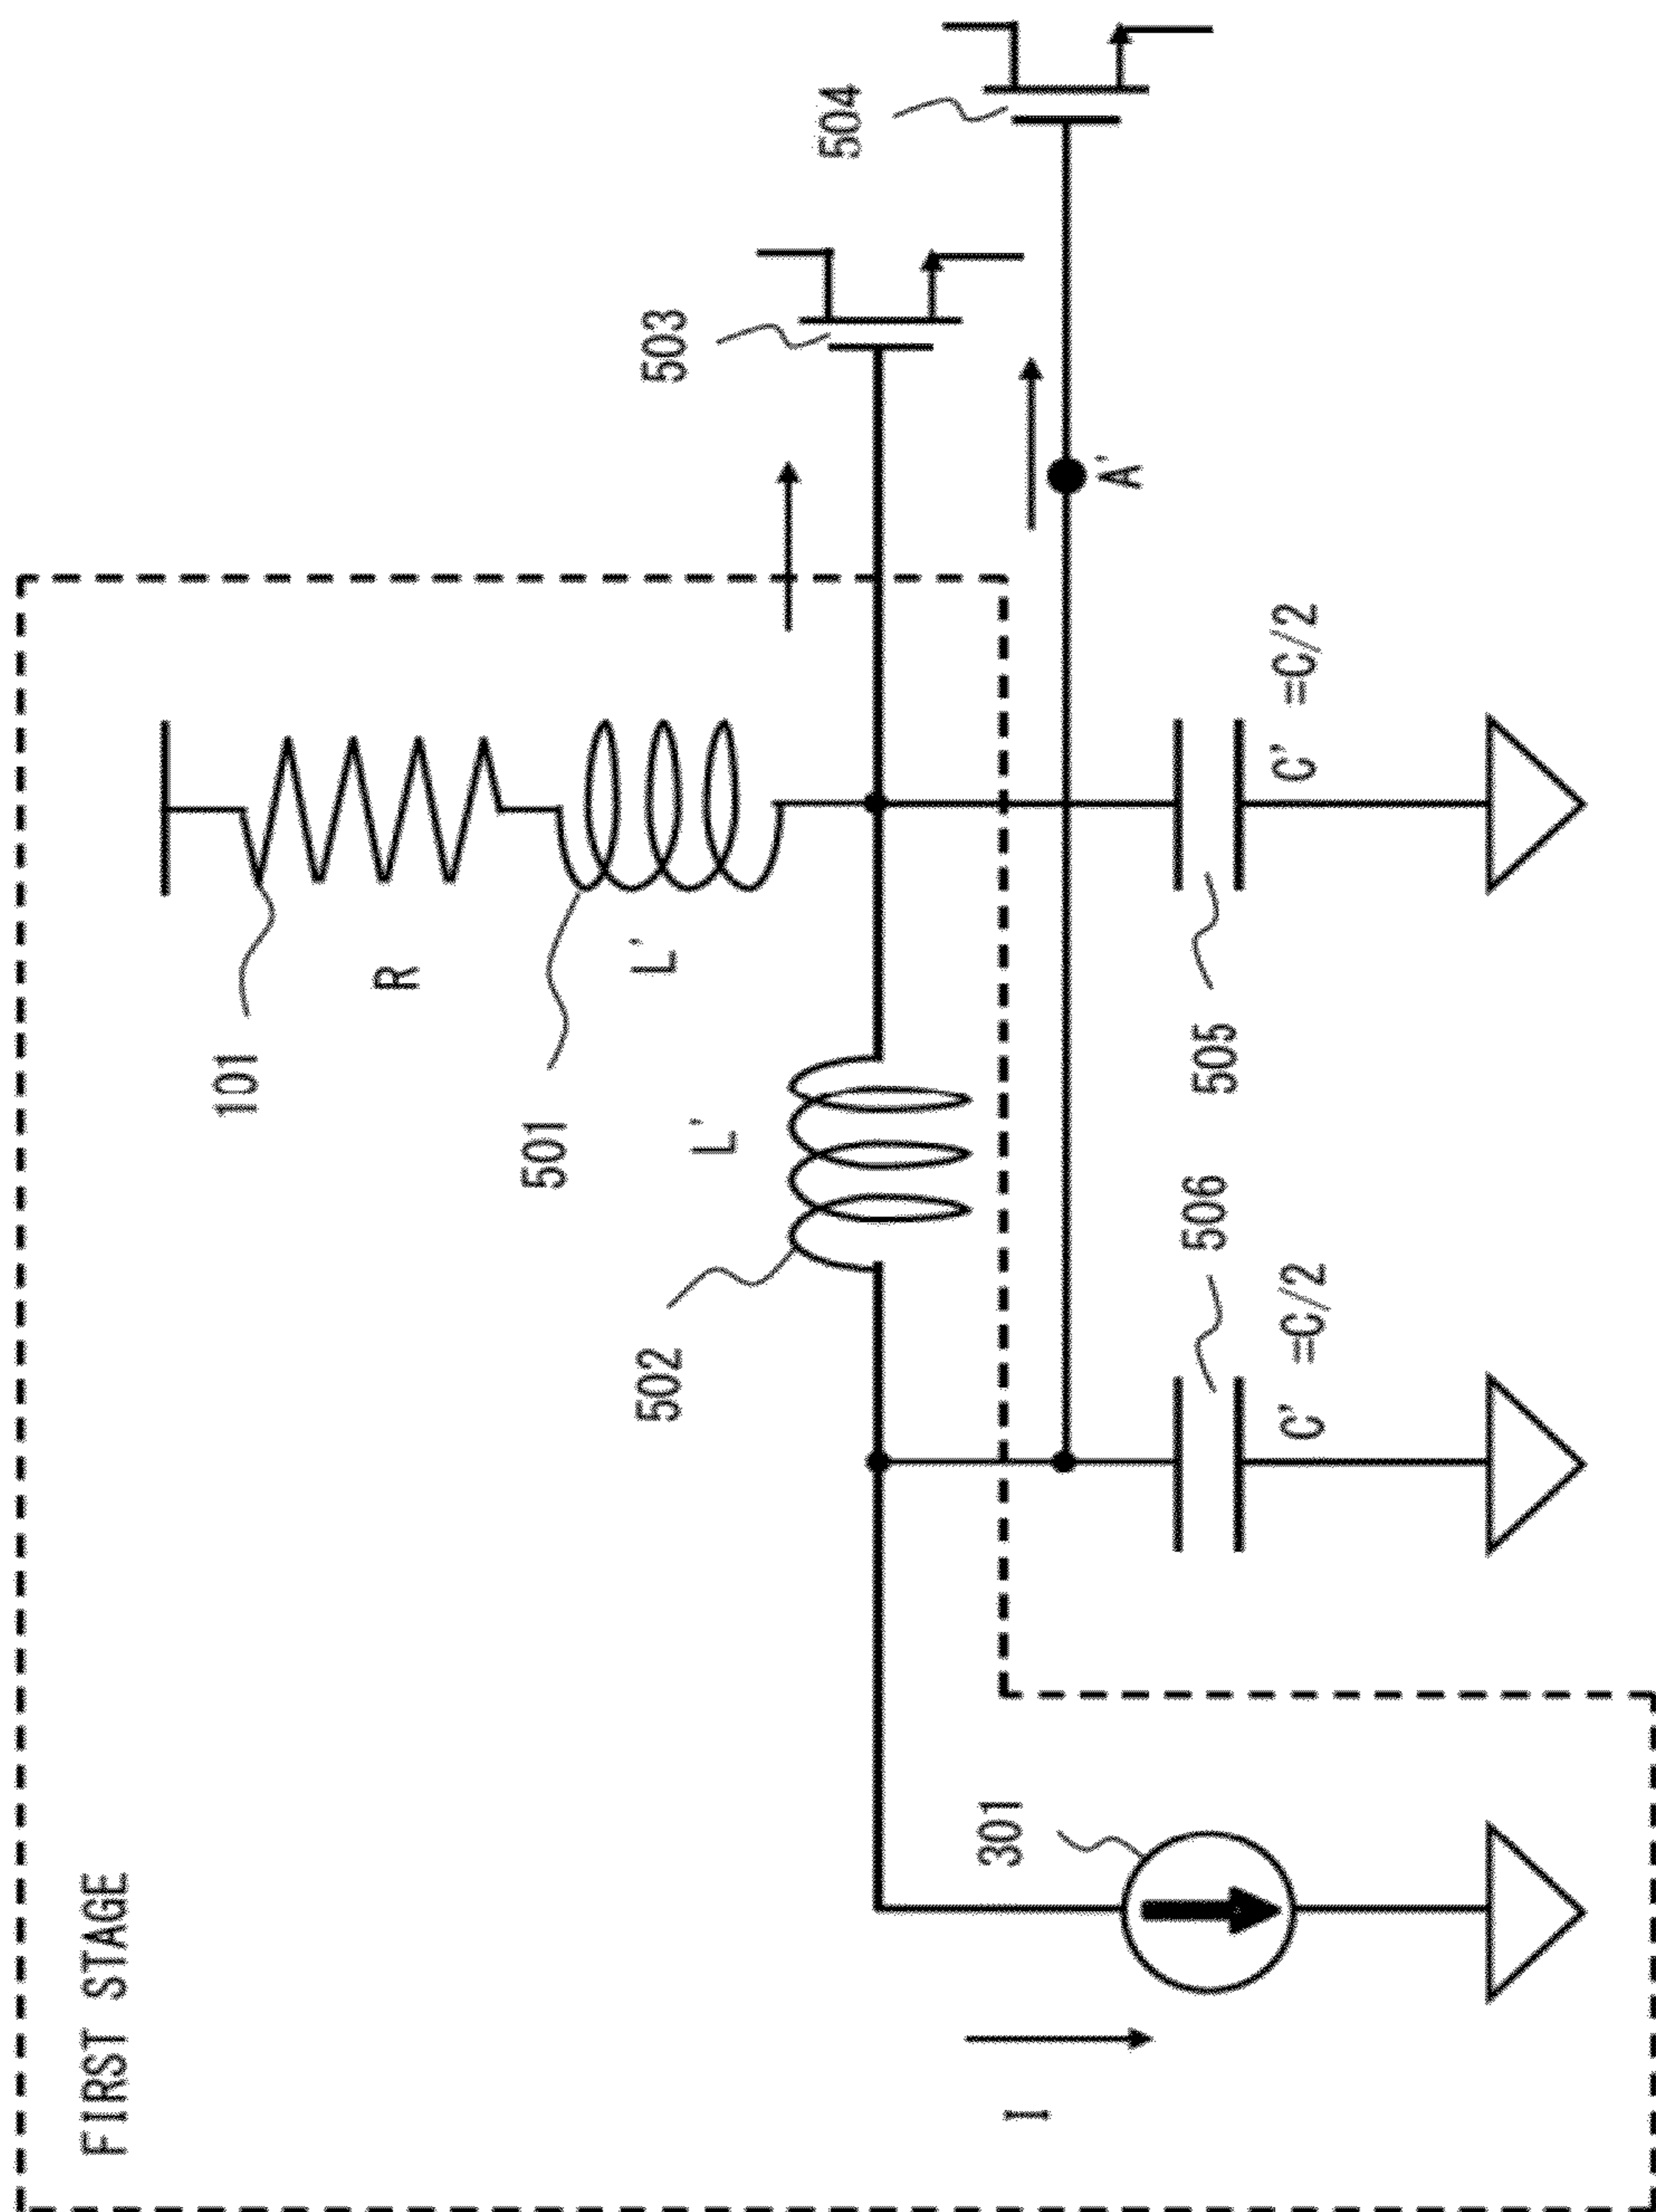 FIRST STAGE
101
R
501
L'
502
L'
503
504
A'
505
C' =C/2
506
C' =C/2
301
I